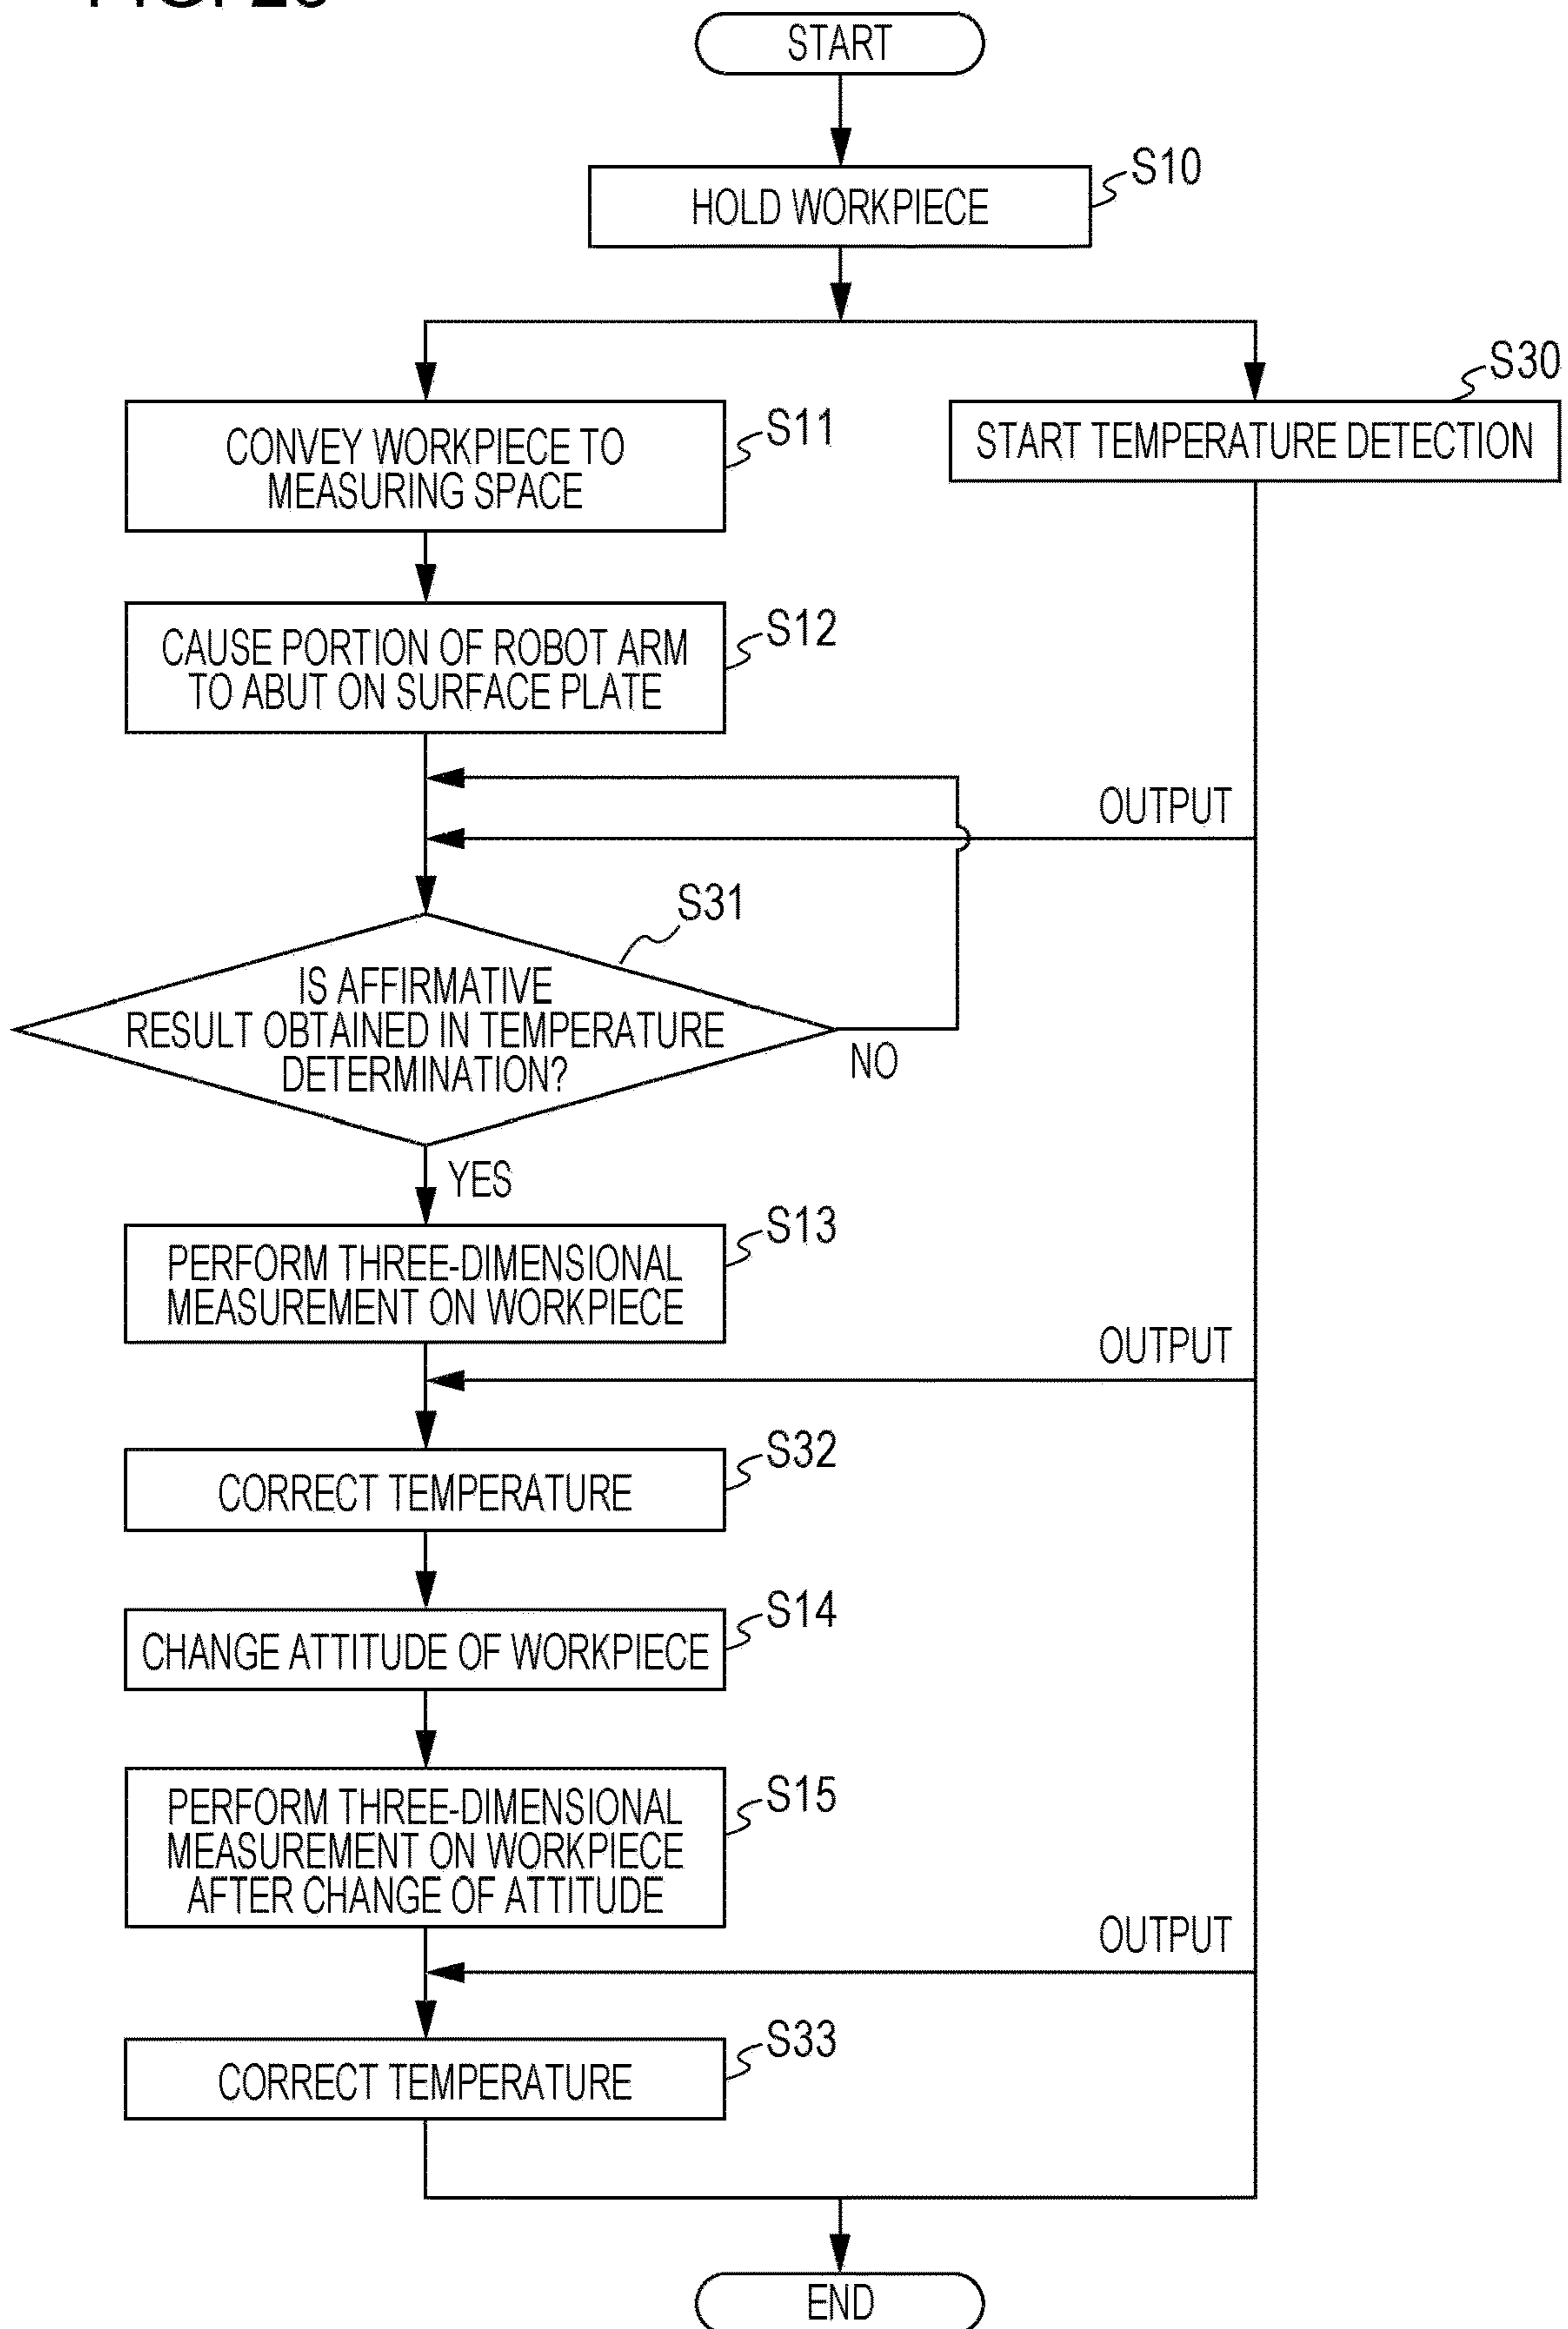 START
HOLD WORKPIECE
S10
CONVEY WORKPIECE TO
MEASURING SPACE
S11
START TEMPERATURE DETECTION
S30
CAUSE PORTION OF ROBOT ARM
TO ABUT ON SURFACE PLATE
S12
OUTPUT
S31
IS AFFIRMATIVE
RESULT OBTAINED IN TEMPERATURE
DETERMINATION?
NO
YES
PERFORM THREE-DIMENSIONAL
MEASUREMENT ON WORKPIECE
S13
OUTPUT
CORRECT TEMPERATURE
S32
CHANGE ATTITUDE OF WORKPIECE
S14
PERFORM THREE-DIMENSIONAL
MEASUREMENT ON WORKPIECE
AFTER CHANGE OF ATTITUDE
S15
OUTPUT
CORRECT TEMPERATURE
S33
END